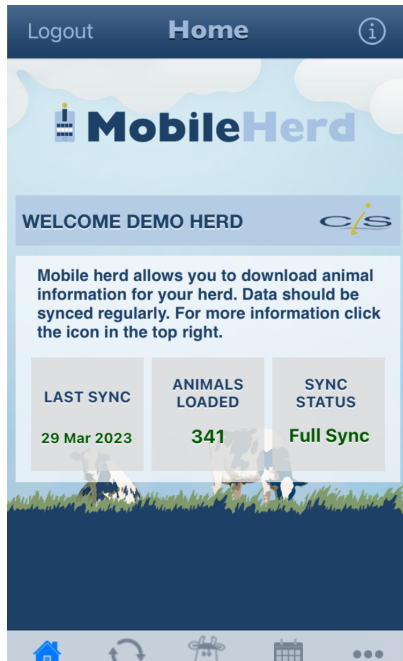 Logout Home
MobileHerd
WELCOME DEMO HERD
cis
Mobile herd allows you to download animal
information for your herd. Data should be
synced regularly. For more information click
the icon in the top right.
LAST SYNC
29 Mar 2023
ANIMALS
LOADED
341
SYNC
STATUS
Full Sync